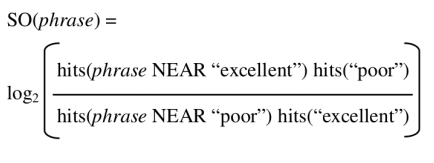 SO(phrase) =
hits(phrase NEAR “excellent”) hits(“poor”)
log2
hits(phrase NEAR “poor”) hits(“excellent”)